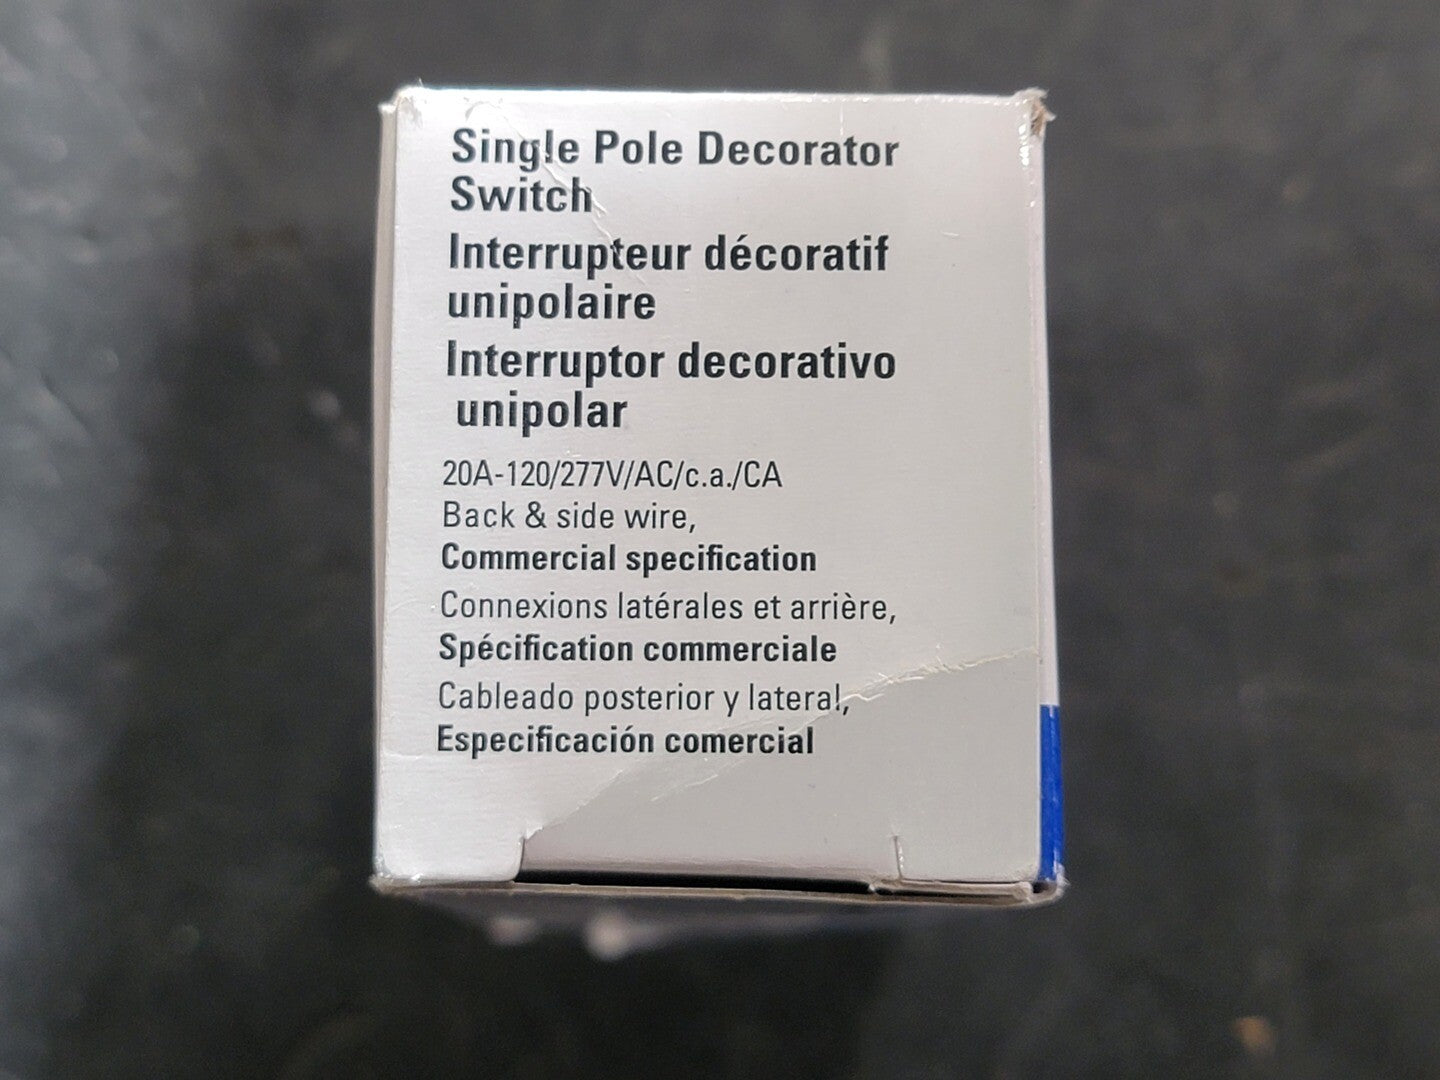 Single Pole Decorator
Switch
Interrupteur décoratif
unipolaire
Interruptor decorativo
unipolar
20A-120/277V/AC/c.a./CA
Back & side wire,
Commercial specification
Connexions latérales et arrière,
Spécification commerciale
Cableado posterior y lateral,
Especificación comercial